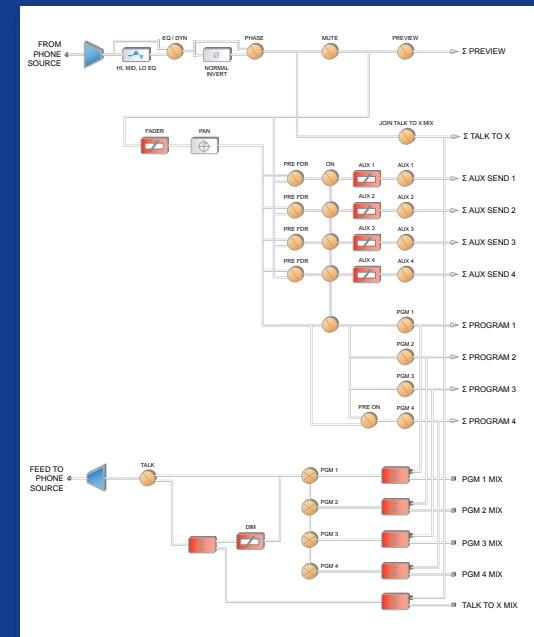 EQ / DYN
PHASE
MUTE
PREVIEW
FROM
PHONE
SOURCE
Σ PREVIEW
HI, MID, LO EQ
NORMAL
INVERT
JOIN TALK TO X MIX
Σ TALK TO X
FADER
PAN
PRE FDR
ON
AUX 1
AUX 1
Σ AUX SEND 1
PRE FDR
AUX 2
AUX 2
Σ AUX SEND 2
PRE FDR
AUX 3
AUX 3
Σ AUX SEND 3
PRE FDR
AUX 4
AUX 4
Σ AUX SEND 4
PGM 1
Σ PROGRAM 1
PGM 2
Σ PROGRAM 2
PGM 3
Σ PROGRAM 3
PRE ON
PGM 4
Σ PROGRAM 4
FEED TO
PHONE
SOURCE
TALK
PGM 1
PGM 1 MIX
PGM 2
PGM 2 MIX
DIM
PGM 3
PGM 3 MIX
PGM 4
PGM 4 MIX
TALK TO X MIX